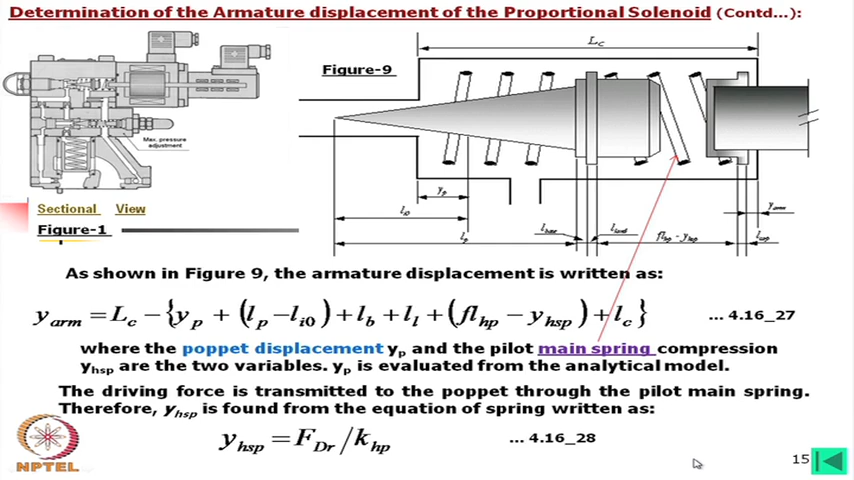 Determination of the Armature displacement of the Proportional Solenoid (Contd...):
Figure-9
L_C
Max. pressure
adjustment
Sectional View
Figure-1
y_p
l_i0
l_p
l_base
l_land
fl_hp - y_hsp
l_cap
y_arm
As shown in Figure 9, the armature displacement is written as:
y_arm = L_c − {y_p + (l_p − l_i0) + l_b + l_l + (fl_hp − y_hsp) + l_c} ... 4.16_27
where the poppet displacement y_p and the pilot main spring compression
y_hsp are the two variables. y_p is evaluated from the analytical model.
The driving force is transmitted to the poppet through the pilot main spring.
Therefore, y_hsp is found from the equation of spring written as:
y_hsp = F_Dr / k_hp ... 4.16_28
NPTEL
15